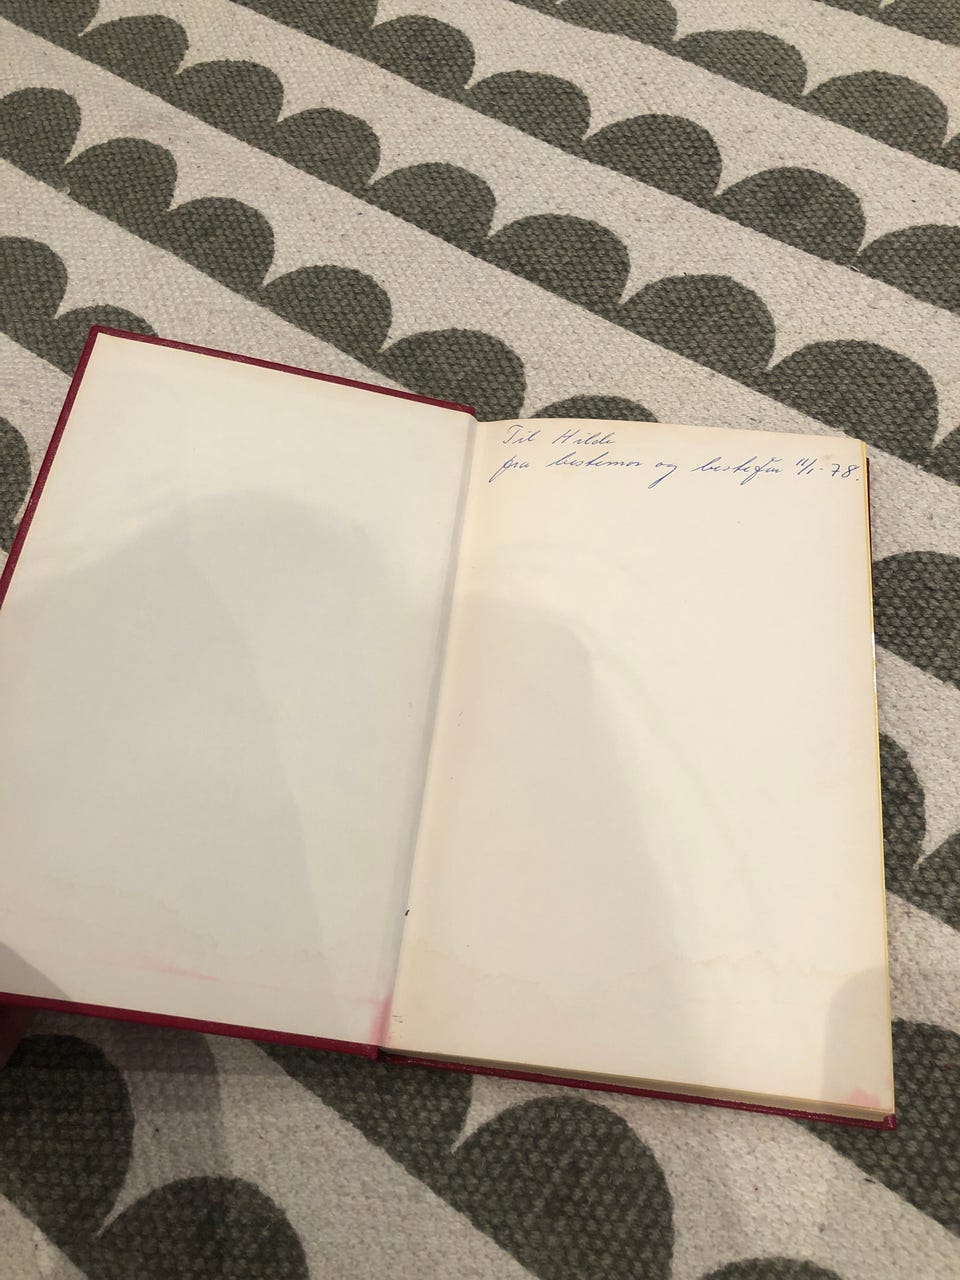 Til Hilde
fra bestemor og bestefar 11/1-78.